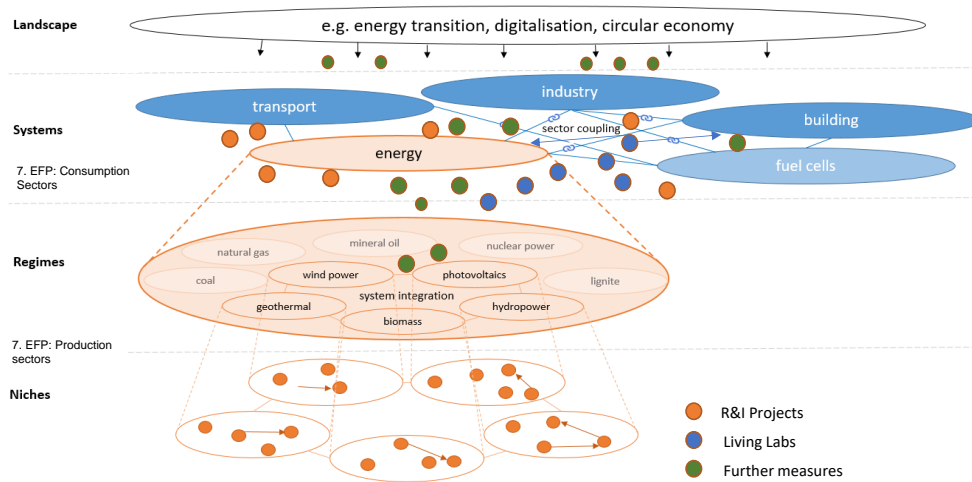 Landscape
e.g. energy transition, digitalisation, circular economy
industry
transport
building
Systems
sector coupling
energy
fuel cells
7. EFP: Consumption
Sectors
mineral oil
nuclear power
natural gas
Regimes
wind power
photovoltaics
coal
lignite
system integration
geothermal
hydropower
biomass
7. EFP: Production
sectors
Niches
R&I Projects
Living Labs
Further measures